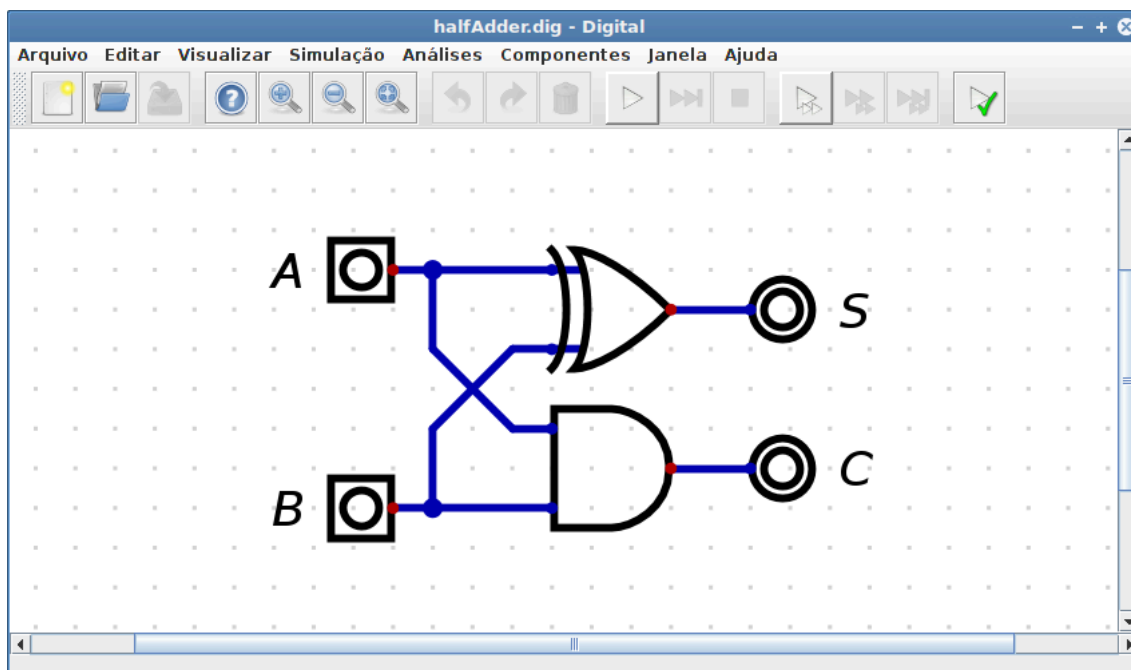 halfAdder.dig - Digital
Arquivo Editar Visualizar Simulação Análises Componentes Janela Ajuda
A
S
B
C